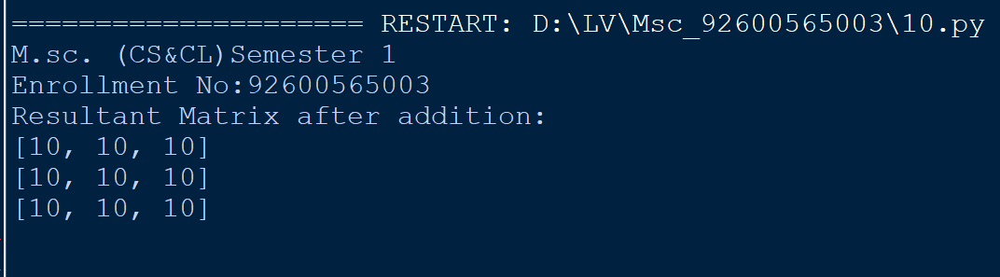 ===================== RESTART: D:\LV\Msc_92600565003\10.py
M.sc. (CS&CL)Semester 1
Enrollment No:92600565003
Resultant Matrix after addition:
[10, 10, 10]
[10, 10, 10]
[10, 10, 10]